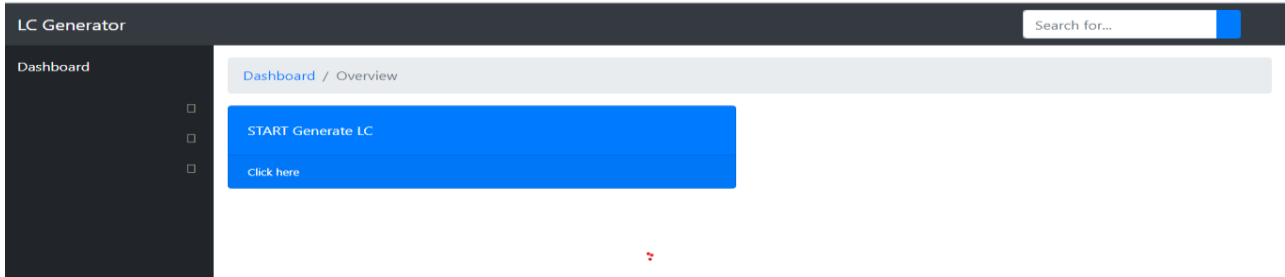 LC Generator
Search for...
Dashboard
Dashboard / Overview
START Generate LC
Click here